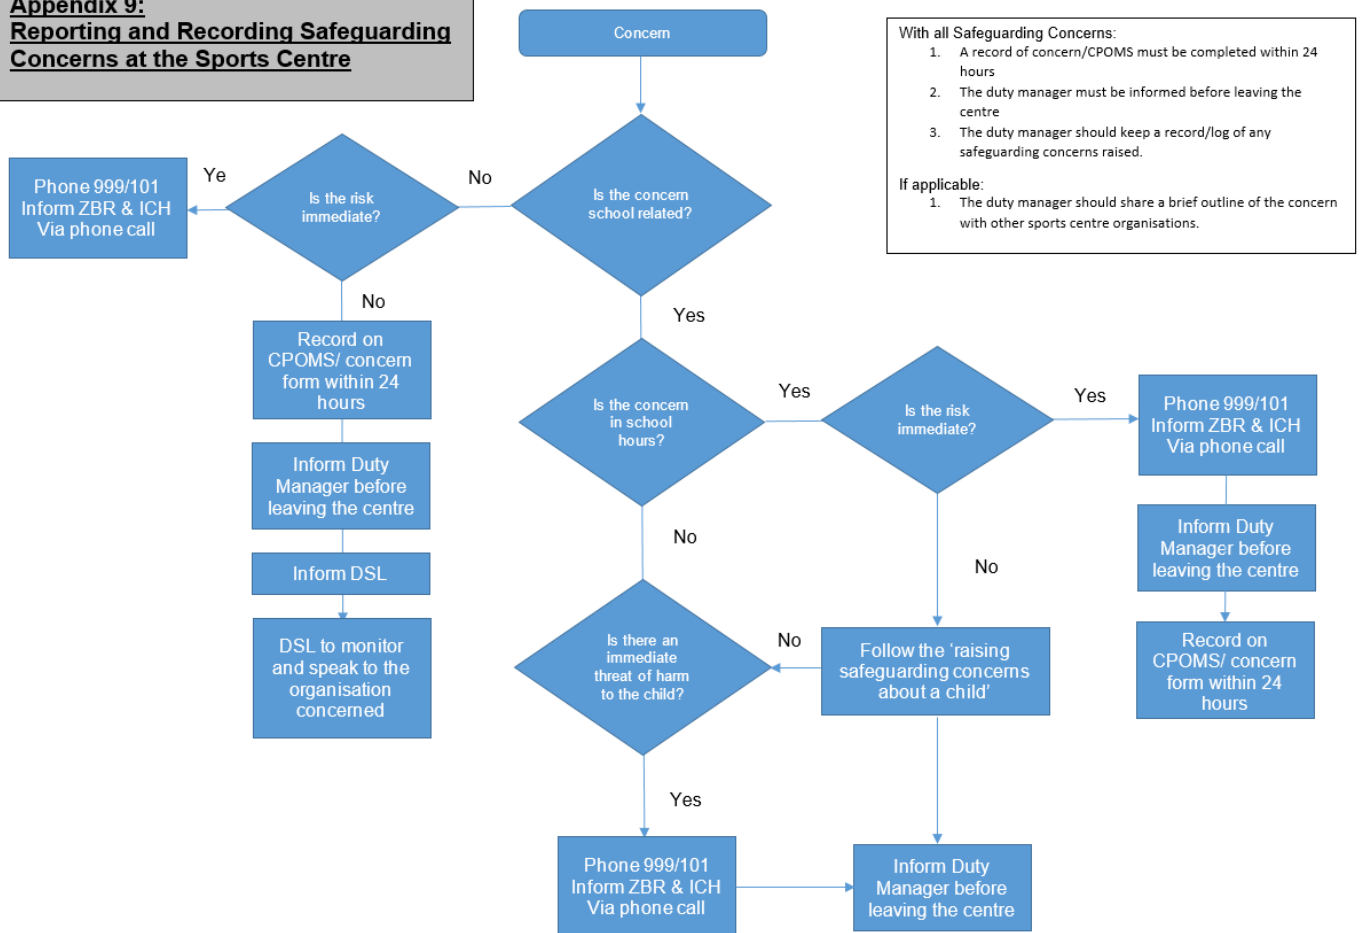 Appendix 9:
Reporting and Recording Safeguarding
Concerns at the Sports Centre
Concern
With all Safeguarding Concerns:
1. A record of concern/CPOMS must be completed within 24
hours
2. The duty manager must be informed before leaving the
centre
3. The duty manager should keep a record/log of any
safeguarding concerns raised.
If applicable:
1. The duty manager should share a brief outline of the concern
with other sports centre organisations.
Phone 999/101
Inform ZBR & ICH
Via phone call
Ye
Is the risk
immediate?
No
Is the concern
school related?
No
Yes
Record on
CPOMS/ concern
form within 24
hours
Inform Duty
Manager before
leaving the centre
Inform DSL
DSL to monitor
and speak to the
organisation
concerned
Is the concern
in school
hours?
Yes
Is the risk
immediate?
Yes
Phone 999/101
Inform ZBR & ICH
Via phone call
Inform Duty
Manager before
leaving the centre
Record on
CPOMS/ concern
form within 24
hours
No
No
Is there an
immediate
threat of harm
to the child?
No
Follow the ‘raising
safeguarding concerns
about a child’
Yes
Phone 999/101
Inform ZBR & ICH
Via phone call
Inform Duty
Manager before
leaving the centre